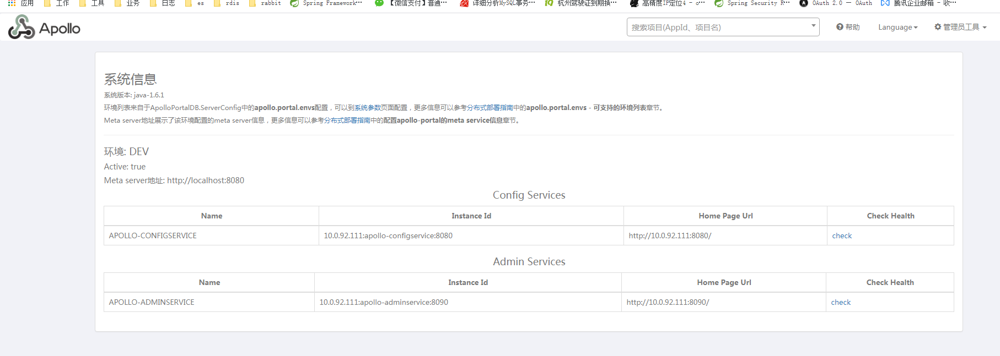 应用 工作 工具 业务 日志 es rdis rabbit Spring Framework… 【微信支付】普通… 详细分析MySQL事务… 杭州驾驶证到期换… 高精度IP定位4 - o… Spring Security R… OAuth 2.0 — OAuth 腾讯企业邮箱 - 收…
Apollo 搜索项目(AppId、项目名) 帮助 Language 管理员工具
系统信息
系统版本: java-1.6.1
环境列表来自于ApolloPortalDB.ServerConfig中的apollo.portal.envs配置，可以到系统参数页面配置，更多信息可以参考分布式部署指南中的apollo.portal.envs - 可支持的环境列表章节。
Meta server地址展示了该环境配置的meta server信息，更多信息可以参考分布式部署指南中的配置apollo-portal的meta service信息章节。
环境: DEV
Active: true
Meta server地址: http://localhost:8080
Config Services
Name Instance Id Home Page Url Check Health
APOLLO-CONFIGSERVICE 10.0.92.111:apollo-configservice:8080 http://10.0.92.111:8080/ check
Admin Services
Name Instance Id Home Page Url Check Health
APOLLO-ADMINSERVICE 10.0.92.111:apollo-adminservice:8090 http://10.0.92.111:8090/ check